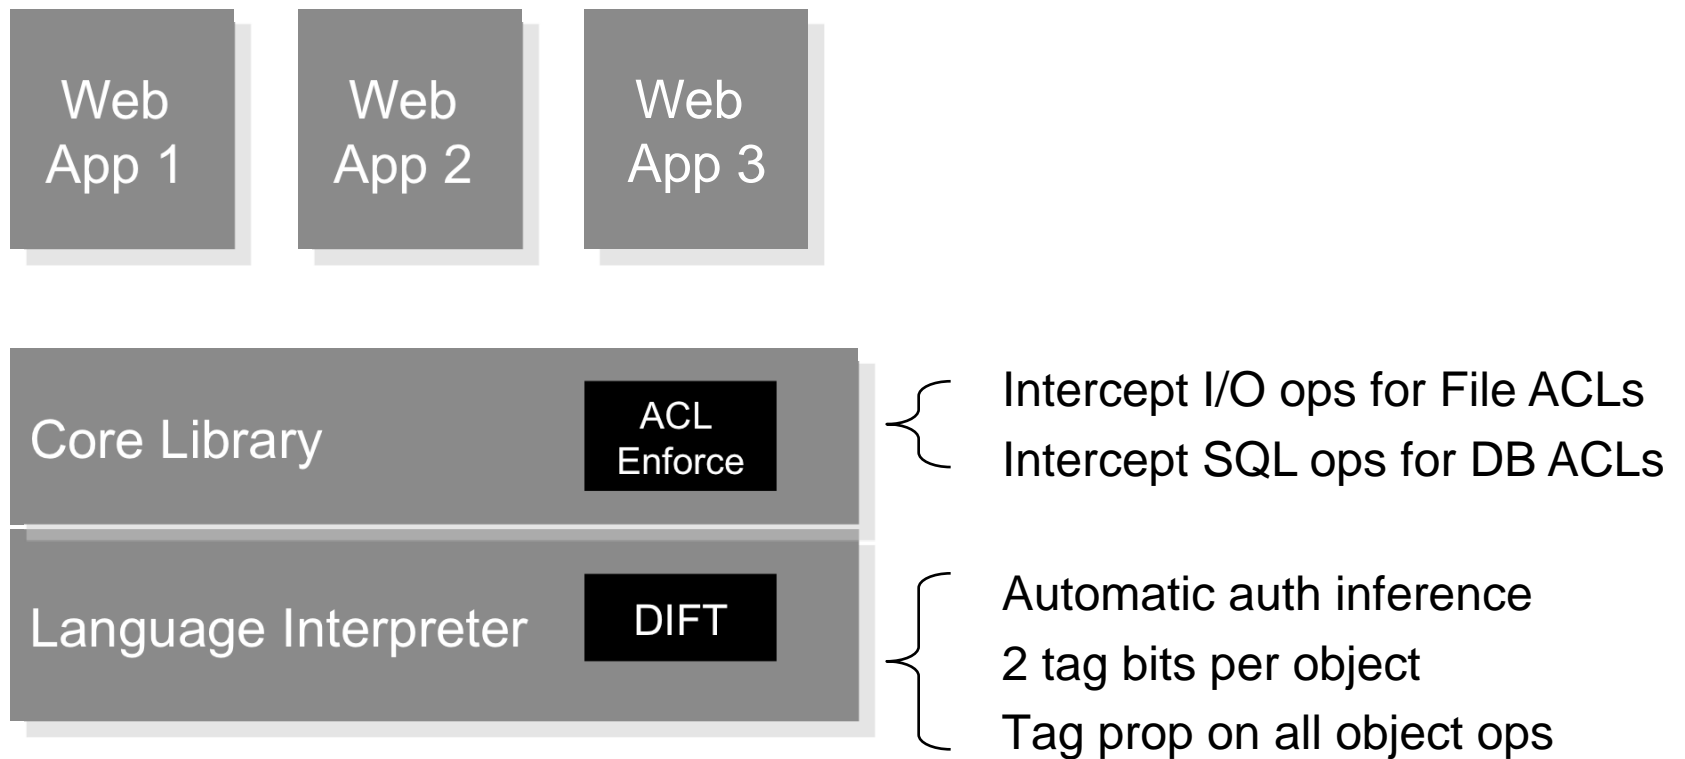 Web
App 1
Web
App 2
Web
App 3
Core Library
ACL
Enforce
Intercept I/O ops for File ACLs
Intercept SQL ops for DB ACLs
Language Interpreter
DIFT
Automatic auth inference
2 tag bits per object
Tag prop on all object ops